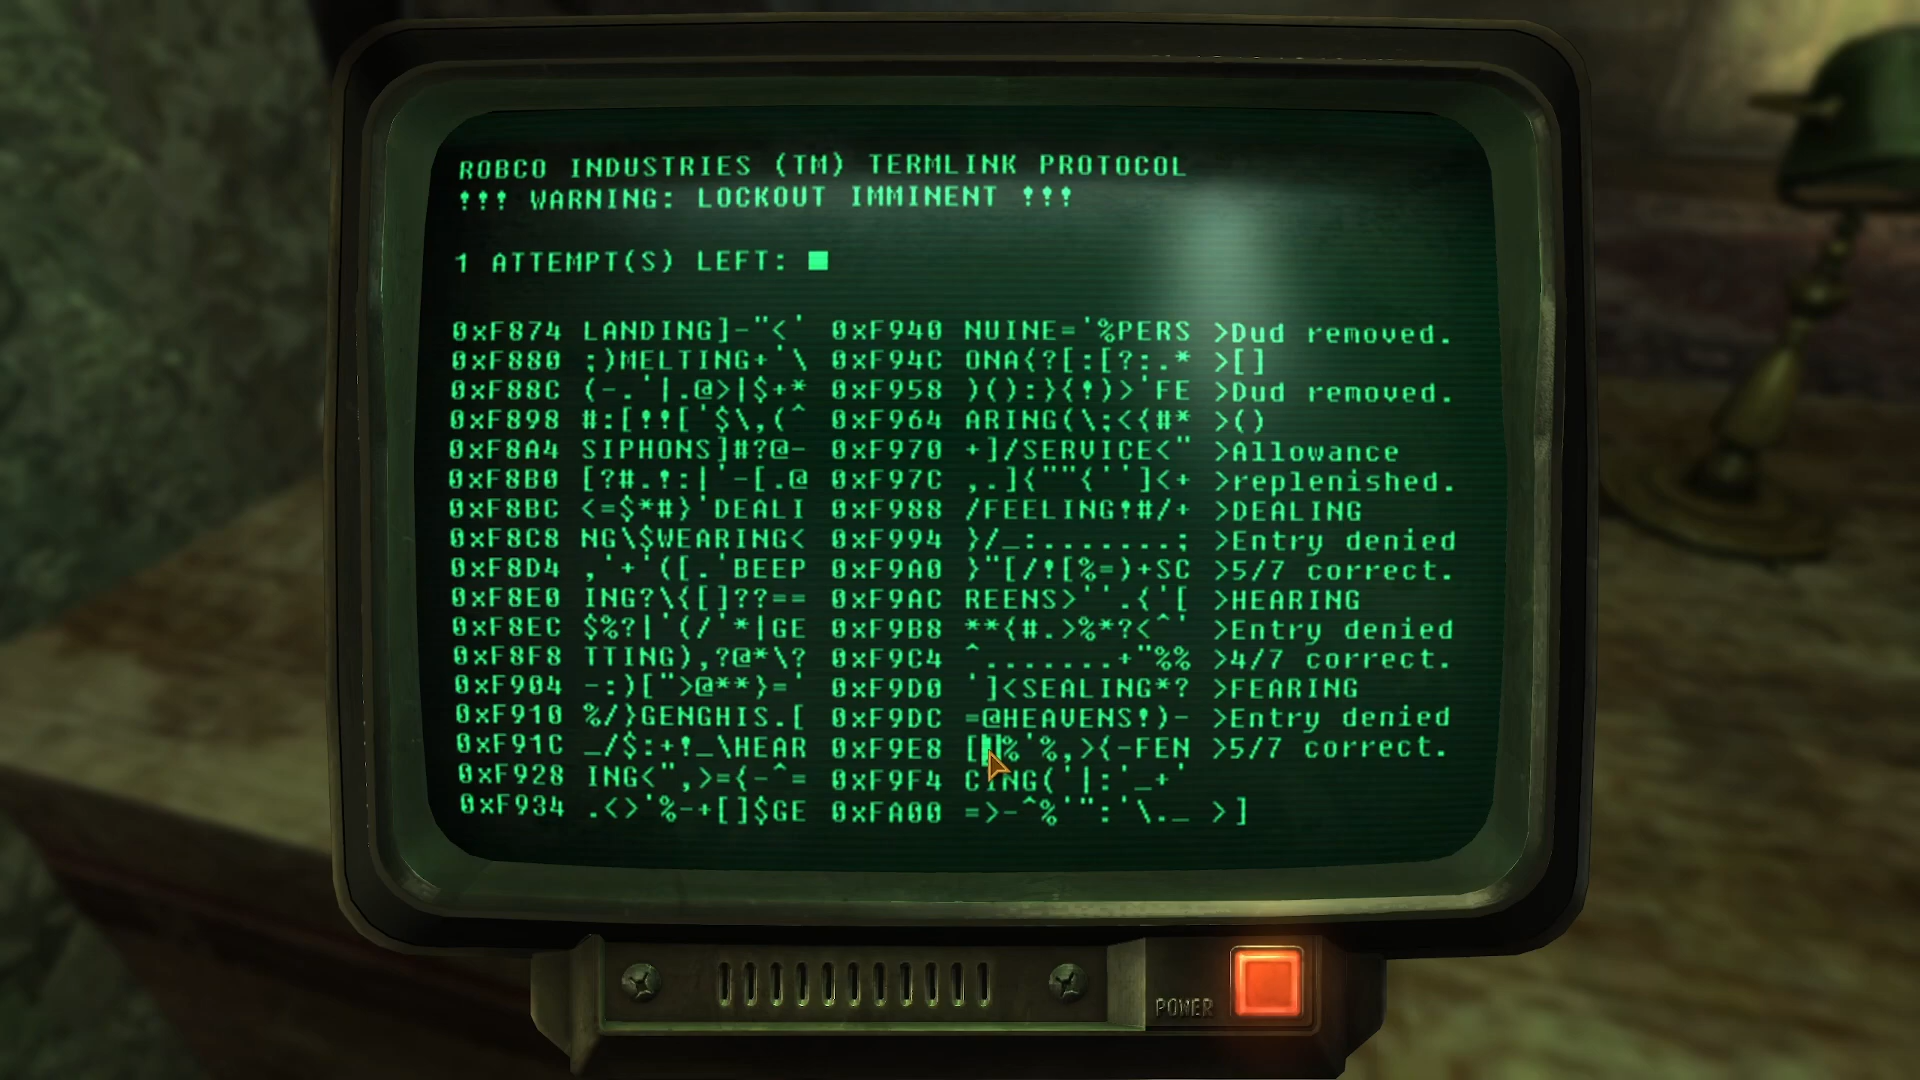 ROBCO INDUSTRIES (TM) TERMLINK PROTOCOL
!!! WARNING: LOCKOUT IMMINENT !!!
1 ATTEMPT(S) LEFT:
0xF874 LANDING]-"<' 0xF940 NUINE='%PERS >Dud removed.
0xF880 ;)MELTING+'\ 0xF94C ONA{?[:[?:.* >[]
0xF88C (-.'|.@>|$+* 0xF958 )():}{!)>'FE >Dud removed.
0xF898 #:[!!['$\,(^ 0xF964 ARING(\;<{#* >()
0xF8A4 SIPHONS]#?@- 0xF970 +]/SERVICE<" >Allowance
0xF8B0 [?#.!:|'-[.@ 0xF97C ,.]{""{'']<+ >replenished.
0xF8BC <=$*#}'DEALI 0xF988 /FEELING!#/+ >DEALING
0xF8C8 NG\$WEARING< 0xF994 }/_:.......; >Entry denied
0xF8D4 ,'+'([.'BEEP 0xF9A0 }"[/![%=)+SC >5/7 correct.
0xF8E0 ING?\{[]??== 0xF9AC REENS>''.{'[ >HEARING
0xF8EC $%?|'(/'*|GE 0xF9B8 **{#.>%*?<^' >Entry denied
0xF8F8 TTING),?@*\? 0xF9C4 ^.......+"%% >4/7 correct.
0xF904 -:)[">@**}=' 0xF9D0 ']<SEALING*? >FEARING
0xF910 %/}GENGHIS.[ 0xF9DC =@HEAVENS!)- >Entry denied
0xF91C _/$:+!_\HEAR 0xF9E8 []%'%,>{-FEN >5/7 correct.
0xF928 ING<",>={-^= 0xF9F4 CING('|:'_+'
0xF934 .<>'%-+[]$GE 0xFA00 =>-^%'":'\._ >]
POWER